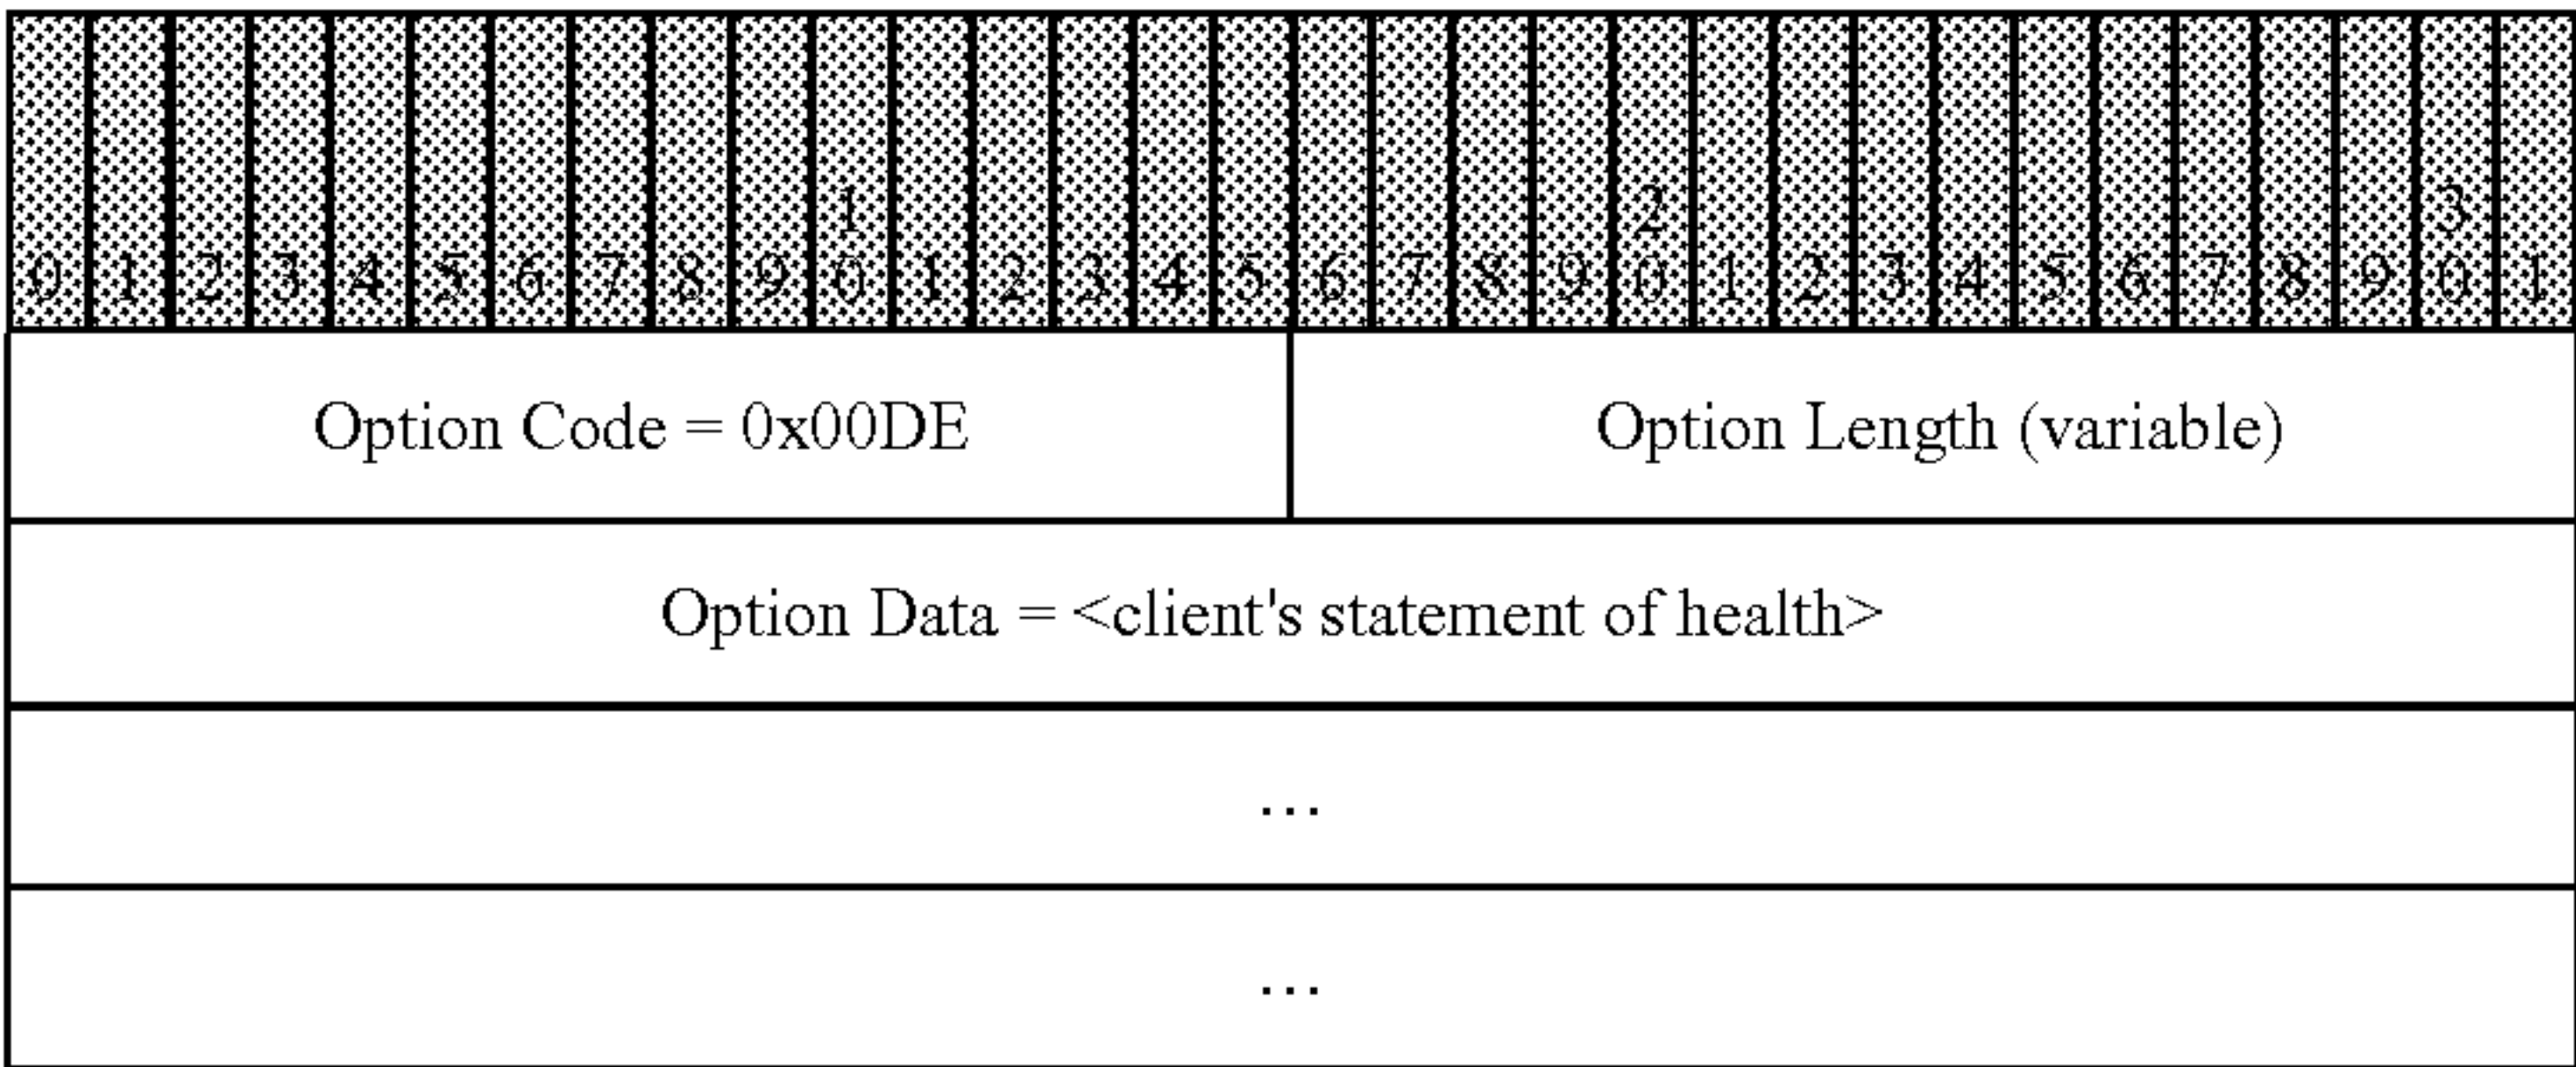 1 2 3
0 1 2 3 4 5 6 7 8 9 0 1 2 3 4 5 6 7 8 9 0 1 2 3 4 5 6 7 8 9 0 1
Option Code = 0x00DE Option Length (variable)
Option Data = <client's statement of health>
...
...